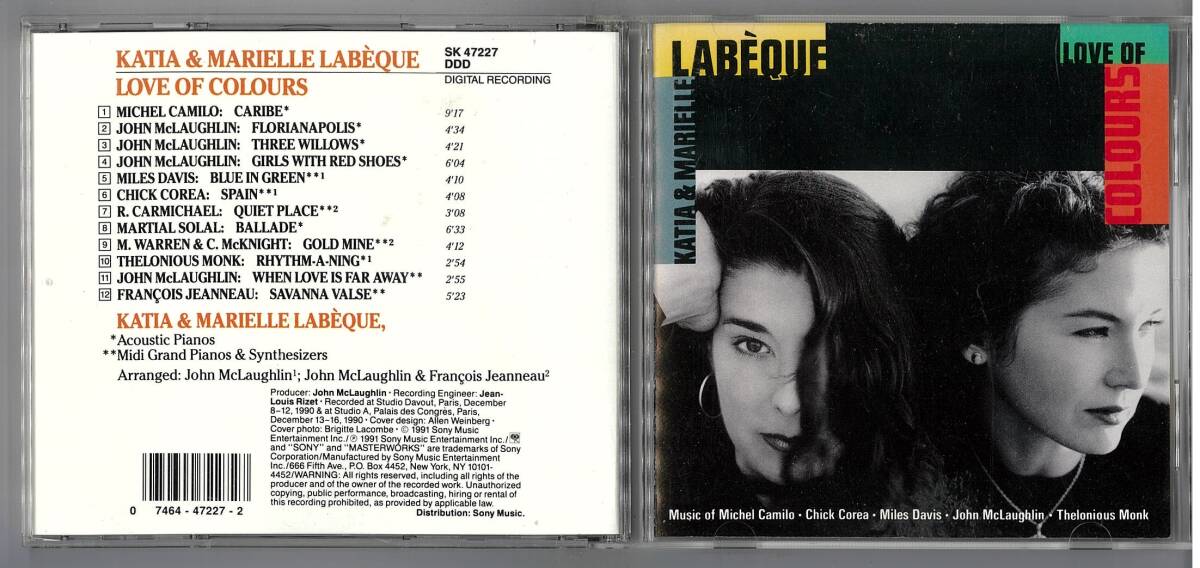 KATIA & MARIELLE LABÈQUE
LOVE OF COLOURS
SK 47227
DDD
DIGITAL RECORDING
1 MICHEL CAMILO: CARIBE* 9'17
2 JOHN McLAUGHLIN: FLORIANAPOLIS* 4'34
3 JOHN McLAUGHLIN: THREE WILLOWS* 4'21
4 JOHN McLAUGHLIN: GIRLS WITH RED SHOES* 6'04
5 MILES DAVIS: BLUE IN GREEN**¹ 4'10
6 CHICK COREA: SPAIN**¹ 4'08
7 R. CARMICHAEL: QUIET PLACE**² 3'08
8 MARTIAL SOLAL: BALLADE* 6'33
9 M. WARREN & C. McKNIGHT: GOLD MINE**² 4'12
10 THELONIOUS MONK: RHYTHM-A-NING*¹ 2'54
11 JOHN McLAUGHLIN: WHEN LOVE IS FAR AWAY** 2'55
12 FRANÇOIS JEANNEAU: SAVANNA VALSE** 5'23
KATIA & MARIELLE LABÈQUE,
*Acoustic Pianos
**Midi Grand Pianos & Synthesizers
Arranged: John McLaughlin¹; John McLaughlin & François Jeanneau²
Producer: John McLaughlin · Recording Engineer: Jean-
Louis Rizet · Recorded at Studio Davout, Paris, December
8–12, 1990 & at Studio A, Palais des Congrès, Paris,
December 13–16, 1990 · Cover design: Allen Weinberg ·
Cover photo: Brigitte Lacombe · © 1991 Sony Music
Entertainment Inc./℗ 1991 Sony Music Entertainment Inc./
and "SONY" and "MASTERWORKS" are trademarks of Sony
Corporation/Manufactured by Sony Music Entertainment
Inc./666 Fifth Ave., P.O. Box 4452, New York, NY 10101-
4452/WARNING: All rights reserved, including all rights of the
producer and of the owner of the recorded work. Unauthorized
copying, public performance, broadcasting, hiring or rental of
this recording prohibited, as provided by applicable law.
Distribution: Sony Music.
0 7464-47227-2
LABÈQUE
KATIA & MARIELLE
LOVE OF
COLOURS
Music of Michel Camilo · Chick Corea · Miles Davis · John McLaughlin · Thelonious Monk